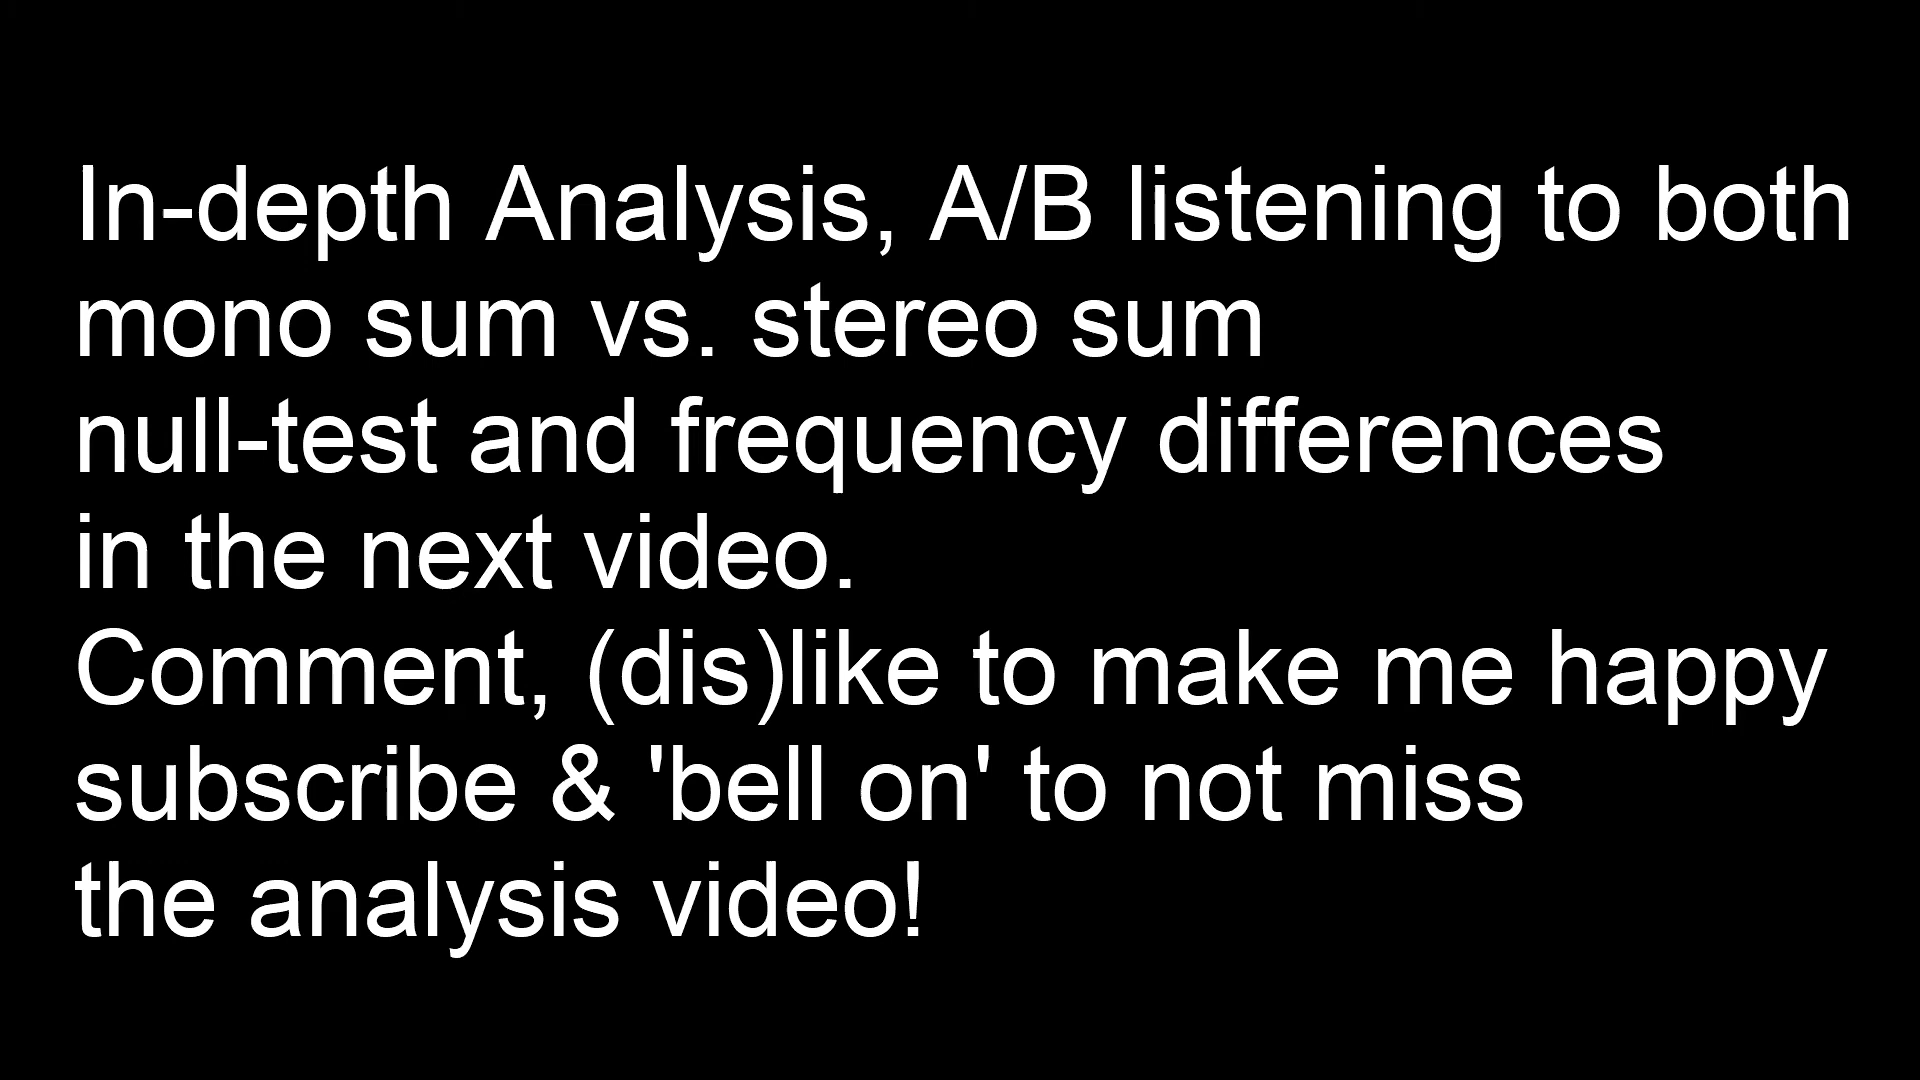 In-depth Analysis, A/B listening to both
mono sum vs. stereo sum
null-test and frequency differences
in the next video.
Comment, (dis)like to make me happy
subscribe & 'bell on' to not miss
the analysis video!